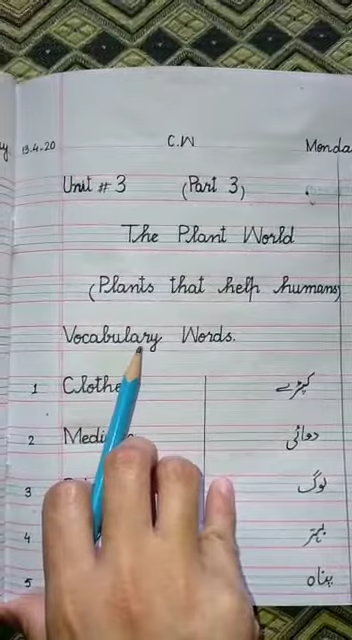 y 13.4.20 C.W Monda
Unit # 3 (Part 3)
The Plant World
(Plants that help humans)
Vocabulary Words.
1 Clothe کپڑے
2 Medi دوائی
3 لوگ
4 بہتر
5 پناہ